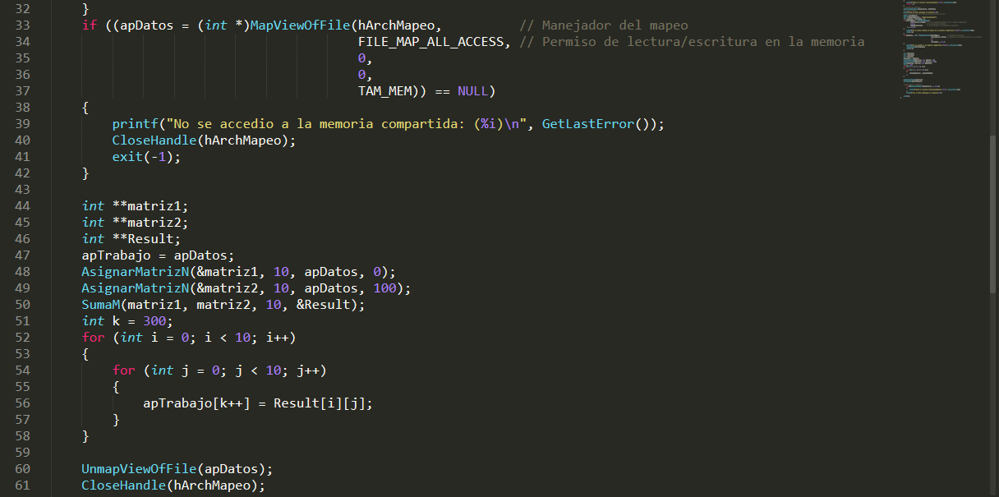 32 }
33 if ((apDatos = (int *)MapViewOfFile(hArchMapeo, // Manejador del mapeo
34 FILE_MAP_ALL_ACCESS, // Permiso de lectura/escritura en la memoria
35 0,
36 0,
37 TAM_MEM)) == NULL)
38 {
39 printf("No se accedio a la memoria compartida: (%i)\n", GetLastError());
40 CloseHandle(hArchMapeo);
41 exit(-1);
42 }
43
44 int **matriz1;
45 int **matriz2;
46 int **Result;
47 apTrabajo = apDatos;
48 AsignarMatrizN(&matriz1, 10, apDatos, 0);
49 AsignarMatrizN(&matriz2, 10, apDatos, 100);
50 SumaM(matriz1, matriz2, 10, &Result);
51 int k = 300;
52 for (int i = 0; i < 10; i++)
53 {
54 for (int j = 0; j < 10; j++)
55 {
56 apTrabajo[k++] = Result[i][j];
57 }
58 }
59
60 UnmapViewOfFile(apDatos);
61 CloseHandle(hArchMapeo);